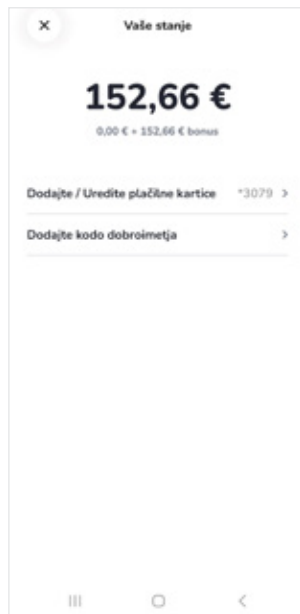 Vaše stanje
152,66 €
0,00 € + 152,66 € bonus
Dodajte / Uredite plačilne kartice *3079
Dodajte kodo dobroimetja